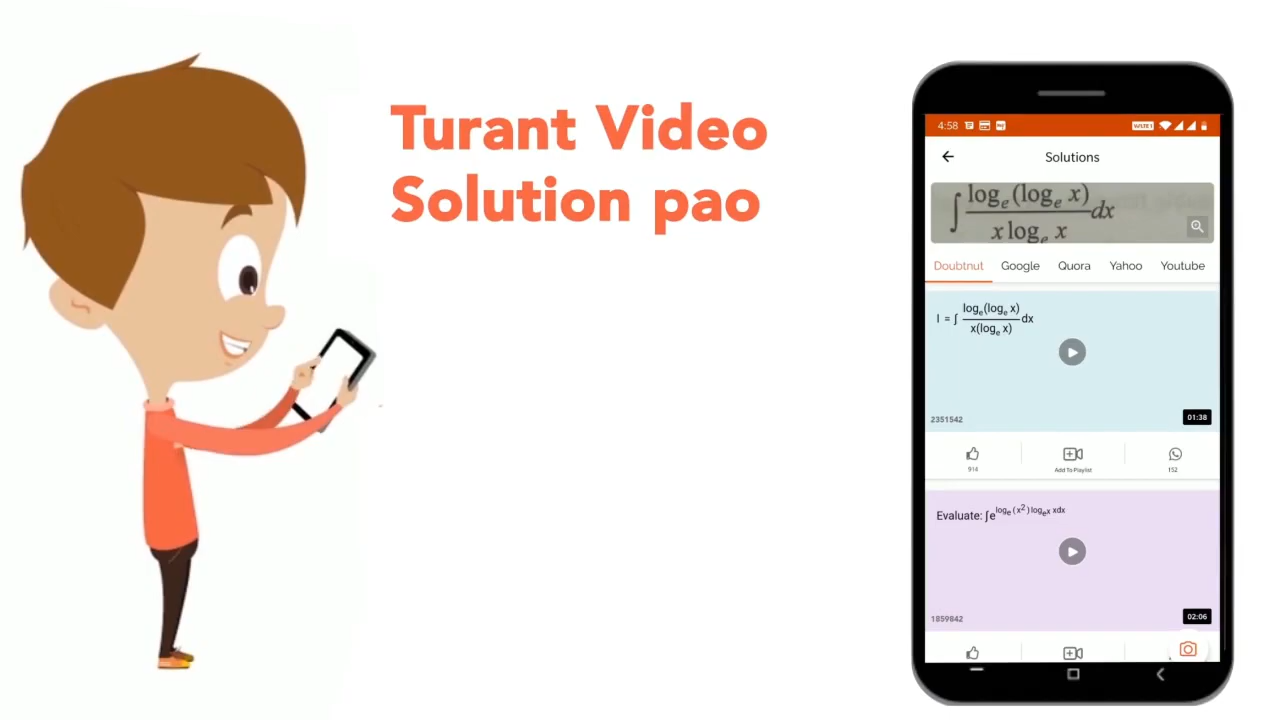 Turant Video
Solution pao
4:58
Solutions
∫ logₑ(logₑ x) / x logₑ x dx
Doubtnut Google Quora Yahoo Youtube
I = ∫ logₑ(logₑ x) / x(logₑ x) dx
2351542 01:38
914 Add To Playlist 152
Evaluate: ∫e^logₑ(x²)logₑx xdx
1859842 02:06